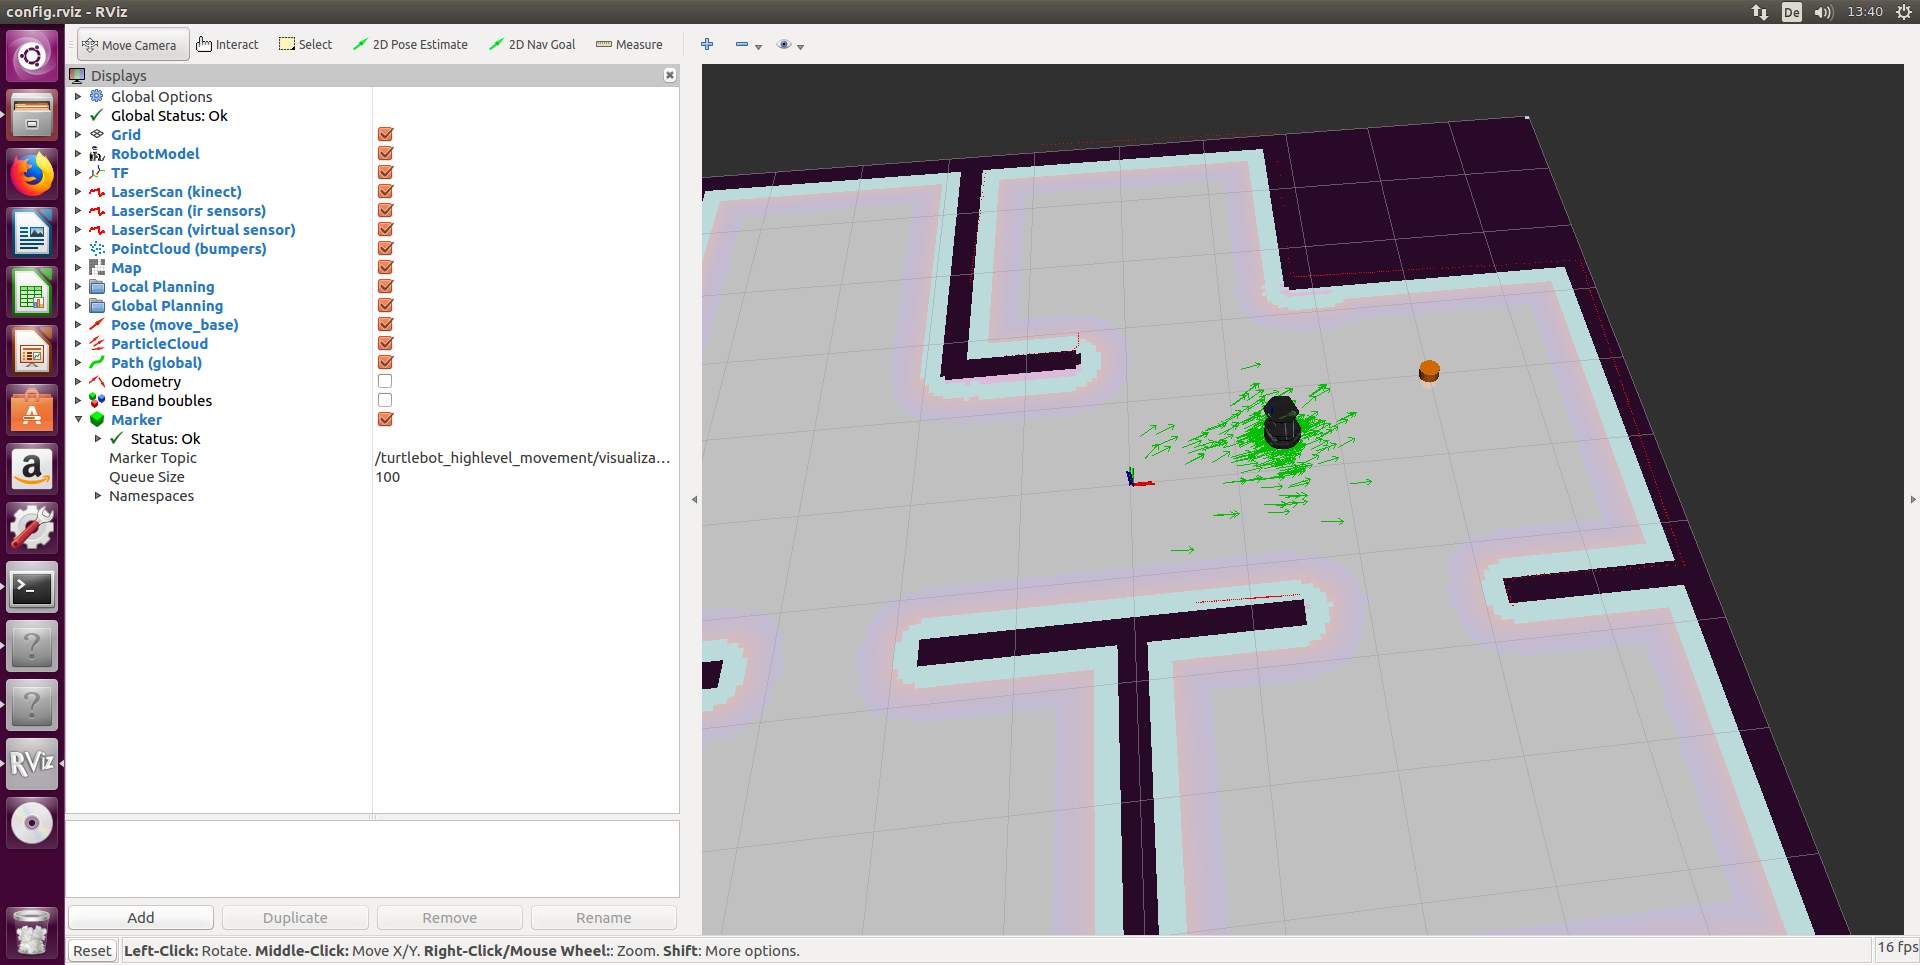 config.rviz - RViz
De
13:40
Move Camera
Interact
Select
2D Pose Estimate
2D Nav Goal
Measure
Displays
Global Options
Global Status: Ok
Grid
RobotModel
TF
LaserScan (kinect)
LaserScan (ir sensors)
LaserScan (virtual sensor)
PointCloud (bumpers)
Map
Local Planning
Global Planning
Pose (move_base)
ParticleCloud
Path (global)
Odometry
EBand boubles
Marker
Status: Ok
Marker Topic /turtlebot_highlevel_movement/visualiza...
Queue Size 100
Namespaces
RViz
Add
Duplicate
Remove
Rename
Reset
Left-Click: Rotate. Middle-Click: Move X/Y. Right-Click/Mouse Wheel:: Zoom. Shift: More options.
16 fps